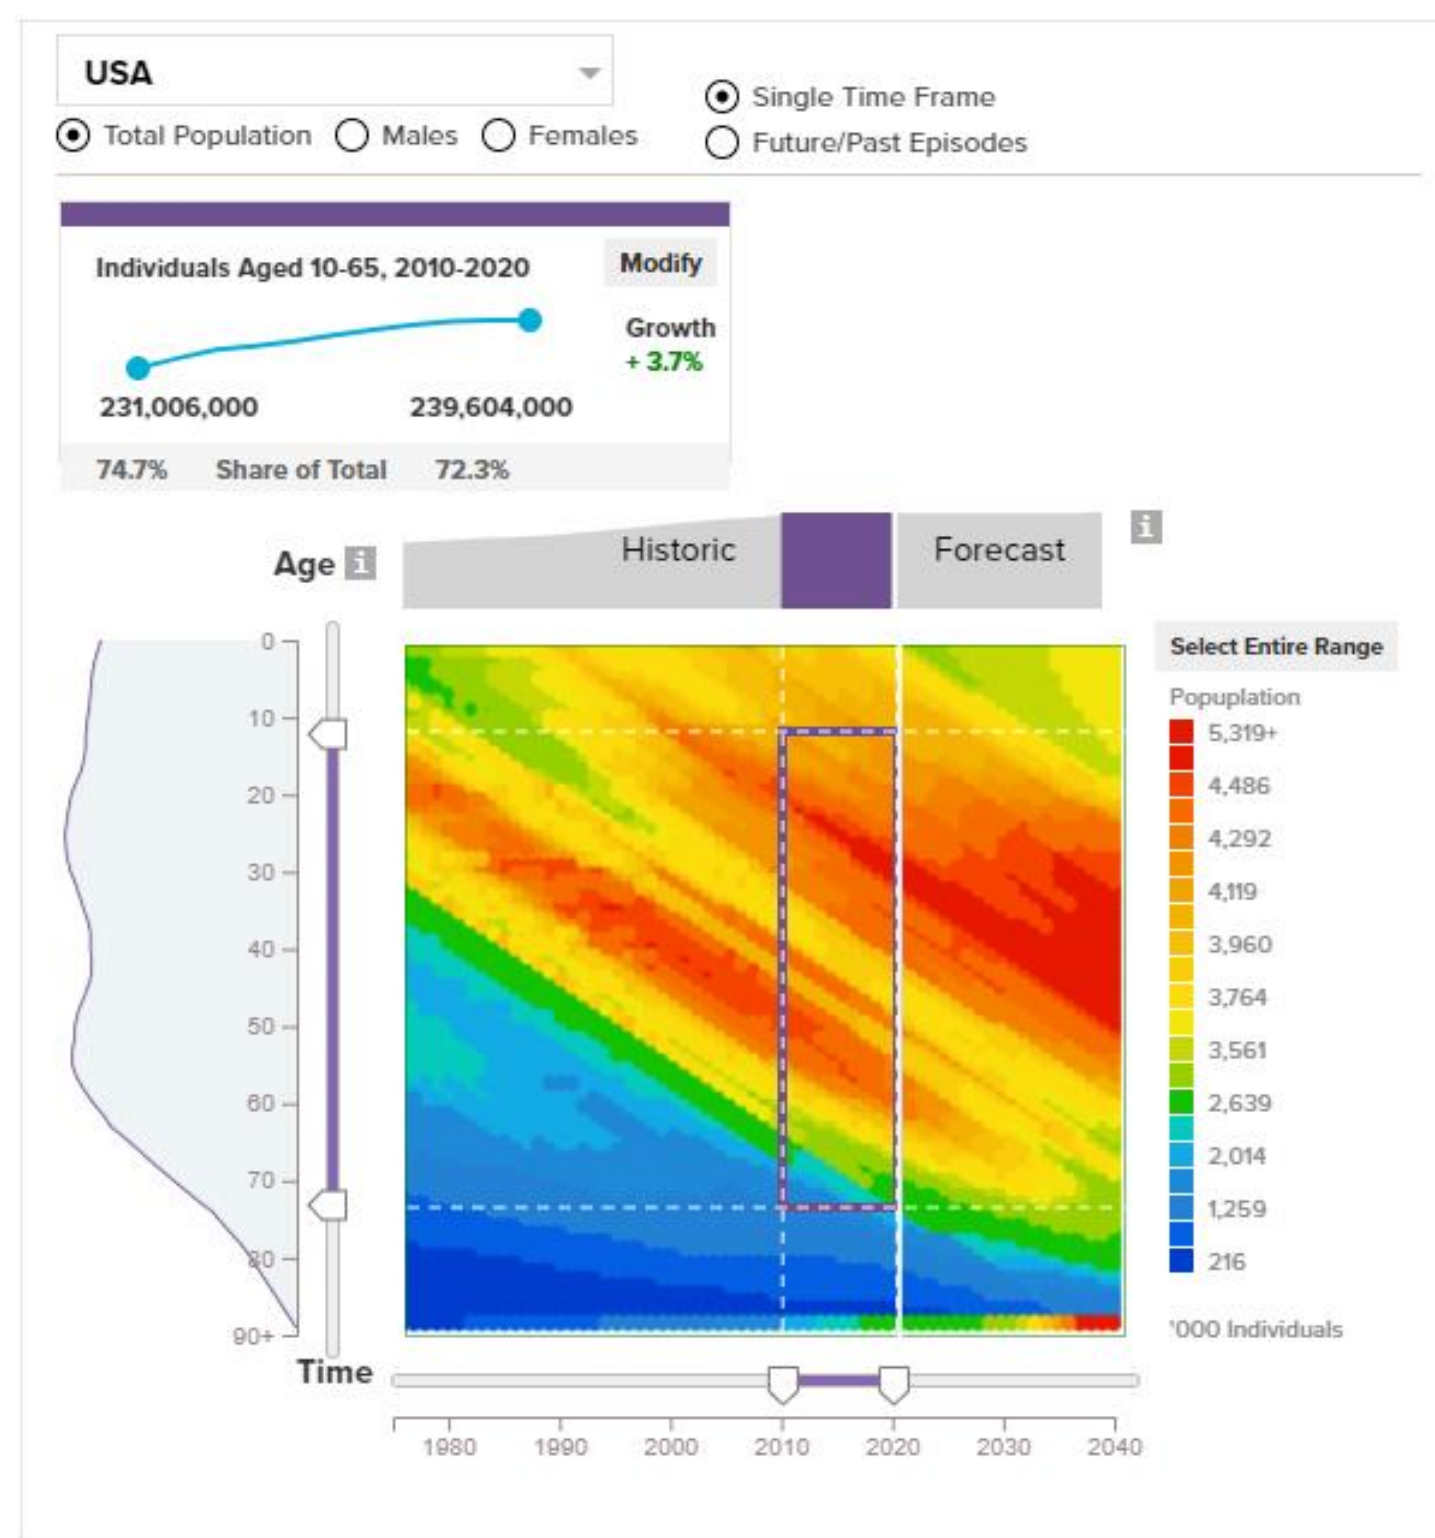 USA
Total Population Males Females
Single Time Frame
Future/Past Episodes
Individuals Aged 10-65, 2010-2020
Modify
Growth
+ 3.7%
231,006,000 239,604,000
74.7% Share of Total 72.3%
Historic Forecast
i
Age i
0
10
20
30
40
50
60
70
80
90+
Select Entire Range
Popuplation
5,319+
4,486
4,292
4,119
3,960
3,764
3,561
2,639
2,014
1,259
216
'000 Individuals
Time
1980 1990 2000 2010 2020 2030 2040